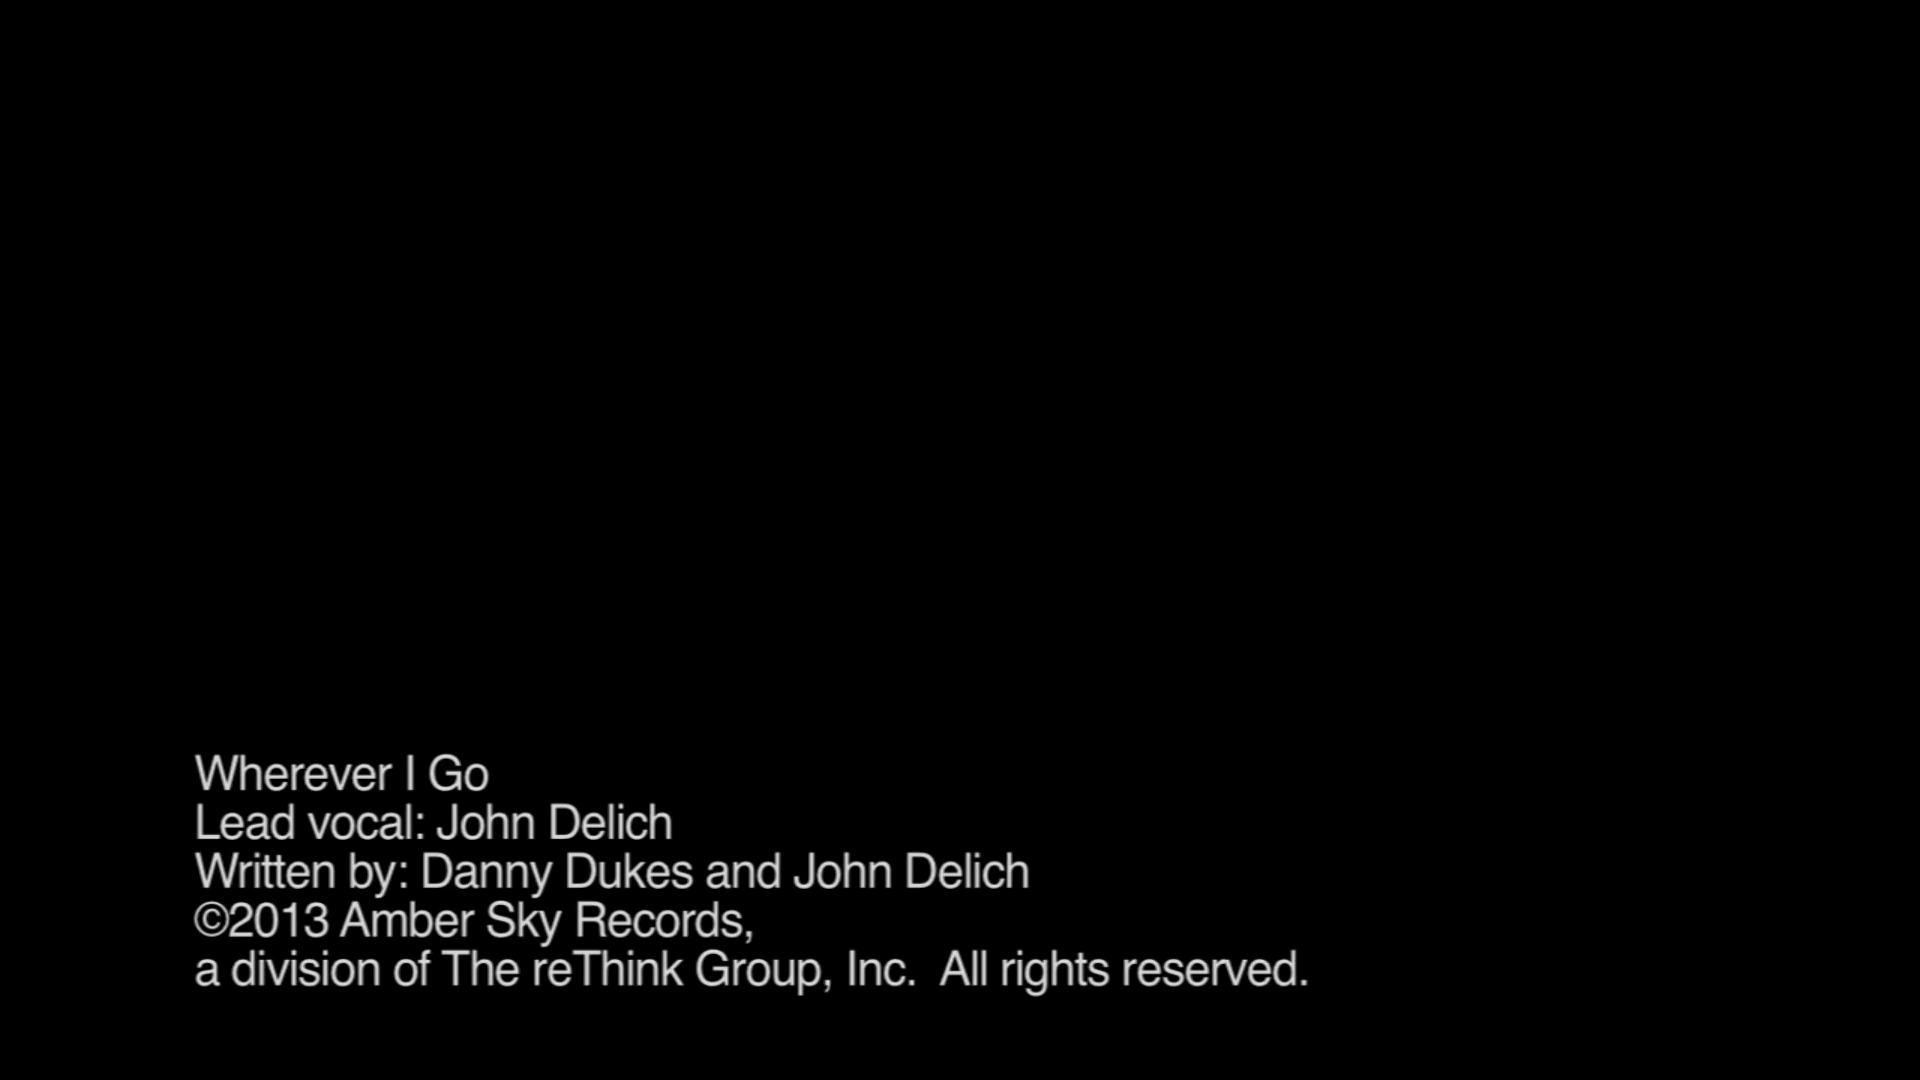 Wherever I Go
Lead vocal: John Delich
Written by: Danny Dukes and John Delich
©2013 Amber Sky Records,
a division of The reThink Group, Inc.  All rights reserved.